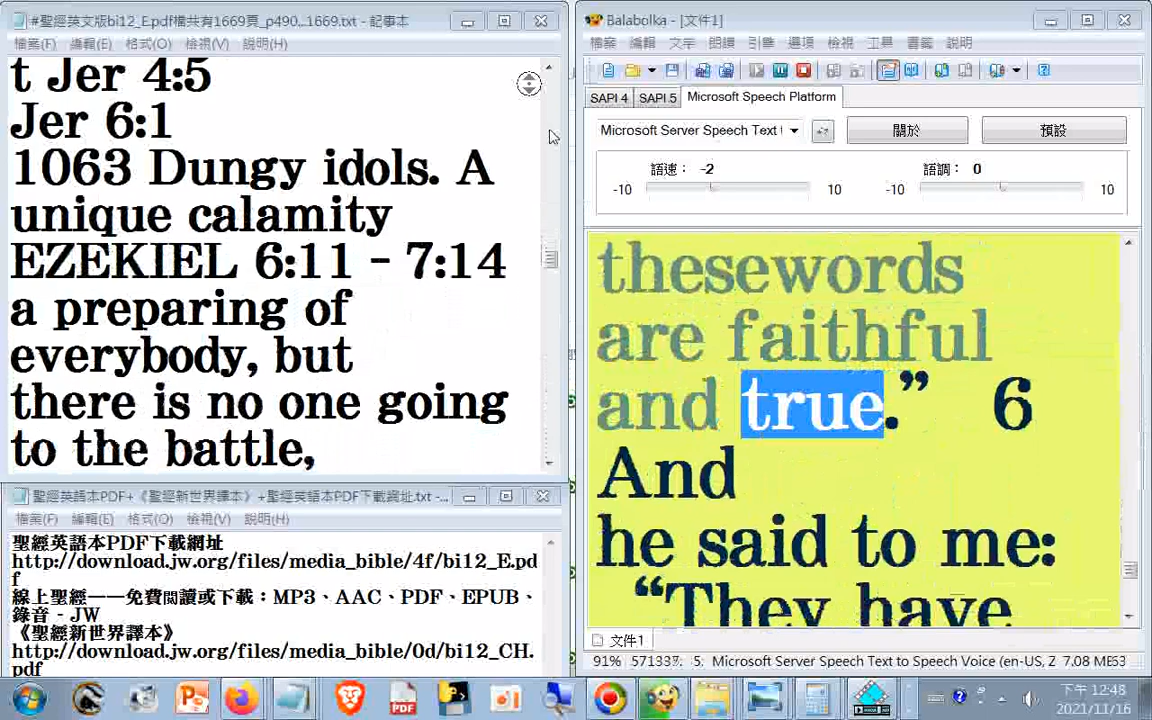 #聖經英文版bi12_E.pdf檔共有1669頁_p490,..1669.txt - 記事本
檔案(F) 編輯(E) 格式(O) 檢視(V) 說明(H)
t Jer 4:5
Jer 6:1
1063 Dungy idols. A
unique calamity
EZEKIEL 6:11 – 7:14
a preparing of
everybody, but
there is no one going
to the battle,
聖經英語本PDF+《聖經新世界譯本》+聖經英語本PDF下載網址.txt - ...
檔案(F) 編輯(E) 格式(O) 檢視(V) 說明(H)
聖經英語本PDF下載網址
http://download.jw.org/files/media_bible/4f/bi12_E.pd
f
線上聖經——免費閱讀或下載：MP3、AAC、PDF、EPUB、
錄音 - JW
《聖經新世界譯本》
http://download.jw.org/files/media_bible/0d/bi12_CH.
pdf
Balabolka - [文件1]
檔案 編輯 文字 朗讀 引擎 選項 檢視 工具 書籤 說明
SAPI 4 SAPI 5 Microsoft Speech Platform
Microsoft Server Speech Text 關於 預設
語速： -2 語調： 0
-10 10 -10 10
thesewords
are faithful
and true.” 6
And
he said to me:
“They have
文件1
91% 5: Microsoft Server Speech Text to Speech Voice (en-US, Z 7.08 ME
PDF
下午 12:48
2021/11/16